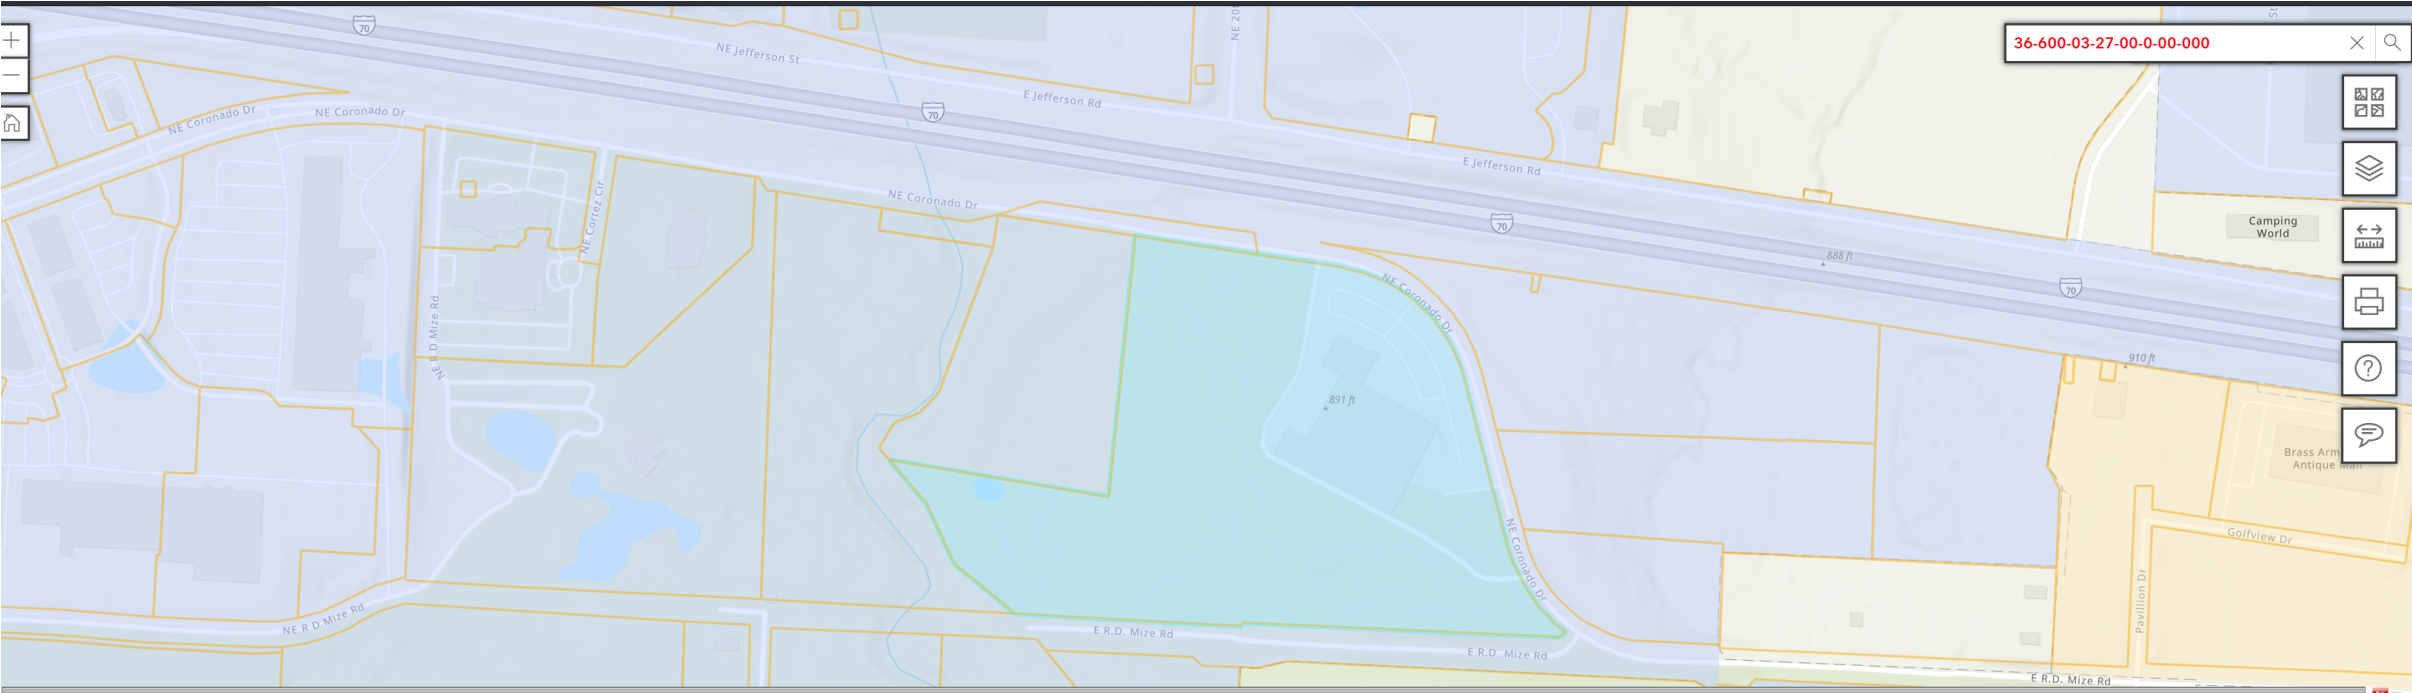 70
NE Jefferson St
NE 20
St
36-600-03-27-00-0-00-000
E Jefferson Rd
70
NE Coronado Dr
NE Coronado Dr
E Jefferson Rd
NE Cortez Cir
NE Coronado Dr
70
Camping
World
888 ft
70
NE Coronado Dr
NE R D Mize Rd
910 ft
891 ft
Brass Arm
Antique Mall
NE Coronado Dr
Golfview Dr
Pavillion Dr
NE R D Mize Rd
E R.D. Mize Rd
E R.D. Mize Rd
E R.D. Mize Rd